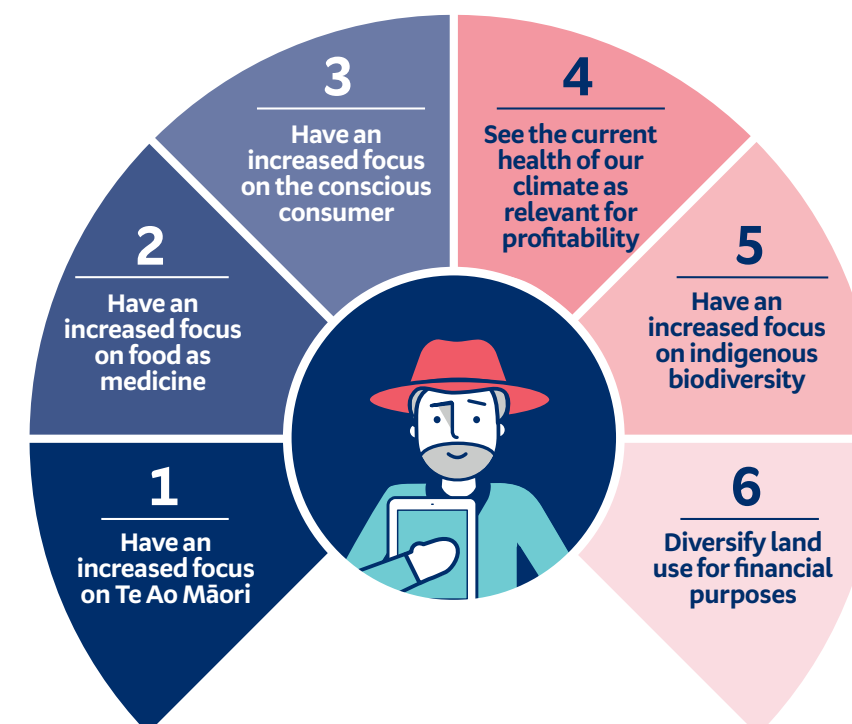 1
Have an
increased focus
on Te Ao Māori
2
Have an
increased focus
on food as
medicine
3
Have an
increased focus
on the conscious
consumer
4
See the current
health of our
climate as
relevant for
profitability
5
Have an
increased focus
on indigenous
biodiversity
6
Diversify land
use for financial
purposes